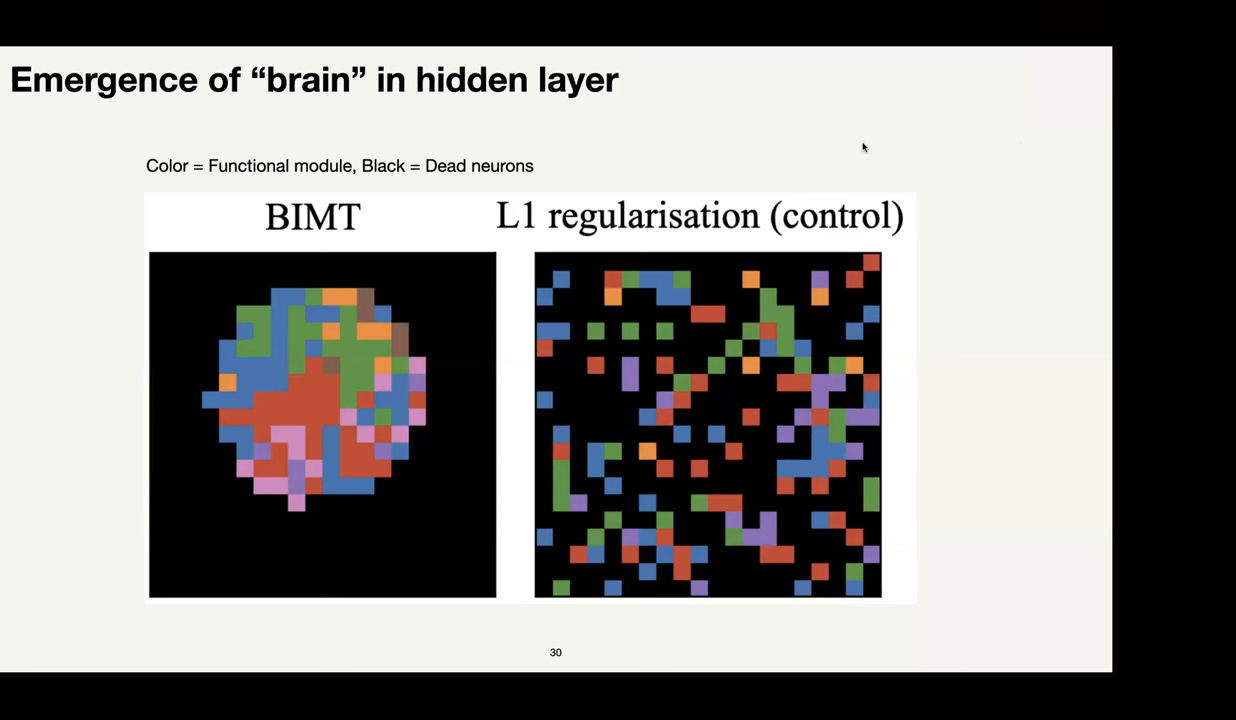 Emergence of “brain” in hidden layer
Color = Functional module, Black = Dead neurons
BIMT
L1 regularisation (control)
30